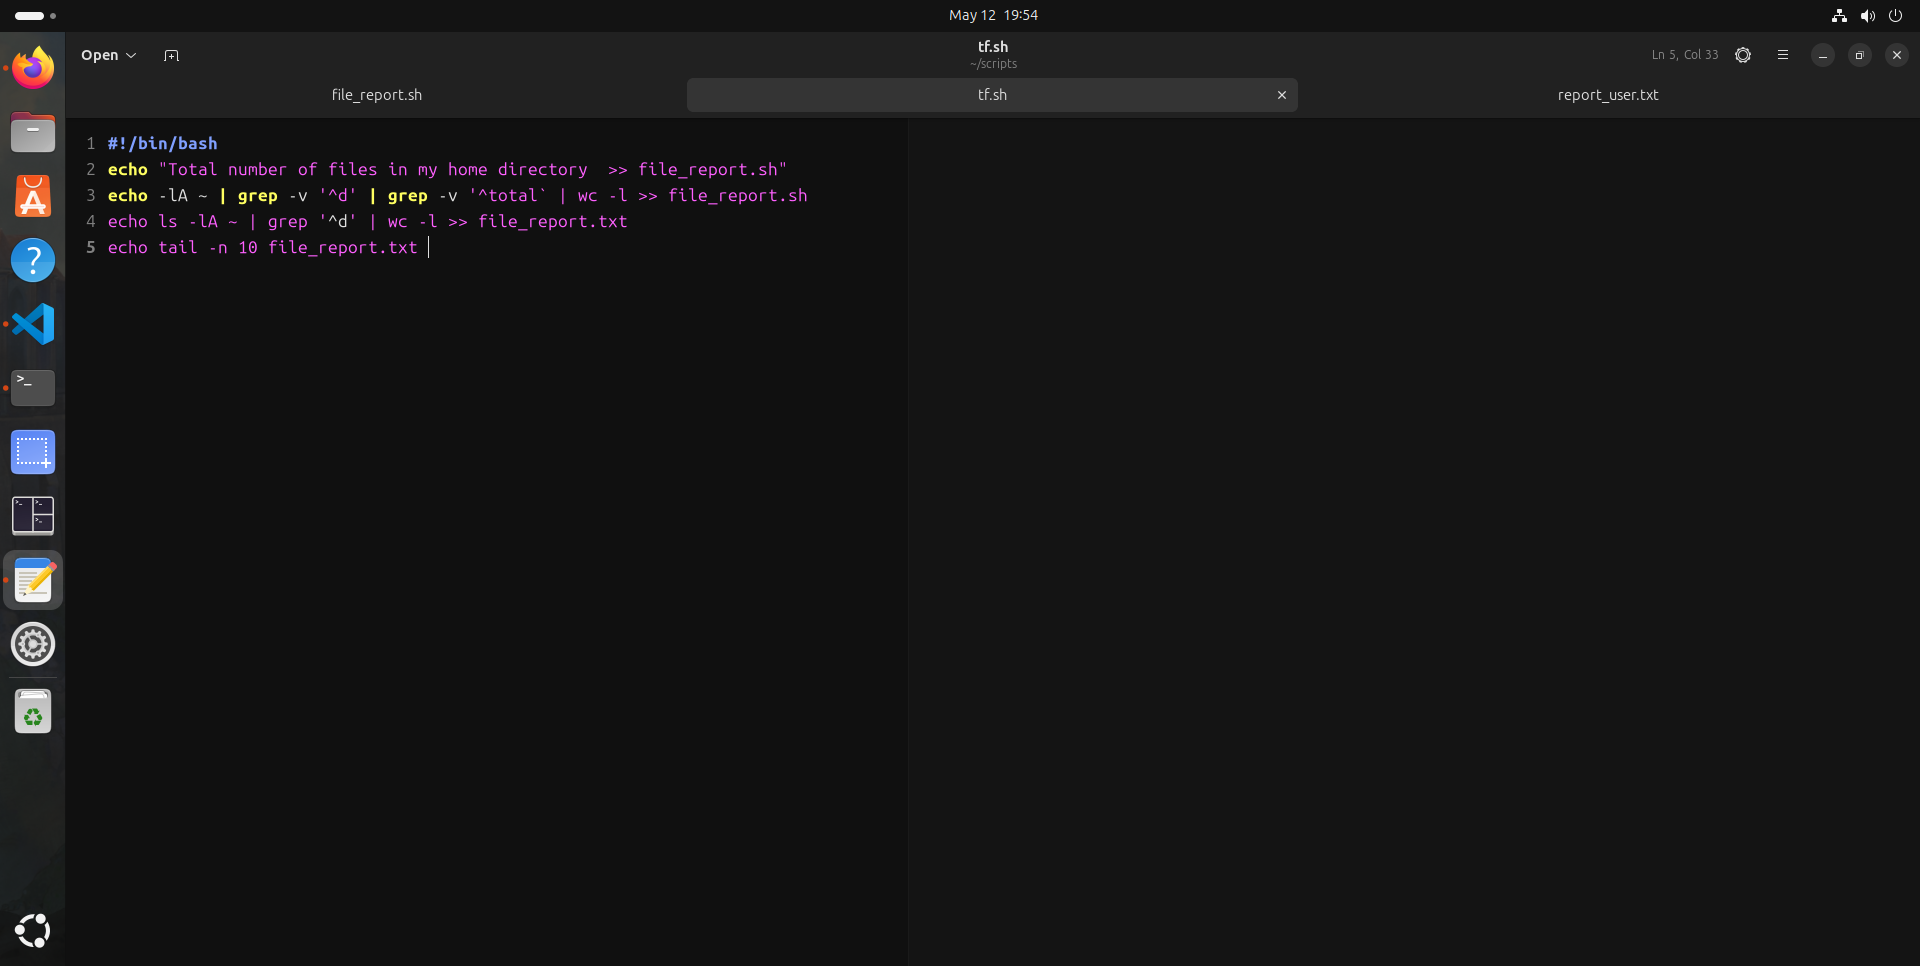 May 12 19:54
Open
tf.sh
~/scripts
Ln 5, Col 33
file_report.sh
tf.sh
report_user.txt
1 #!/bin/bash
2 echo "Total number of files in my home directory  >> file_report.sh"
3 echo -lA ~ | grep -v '^d' | grep -v '^total` | wc -l >> file_report.sh
4 echo ls -lA ~ | grep '^d' | wc -l >> file_report.txt
5 echo tail -n 10 file_report.txt